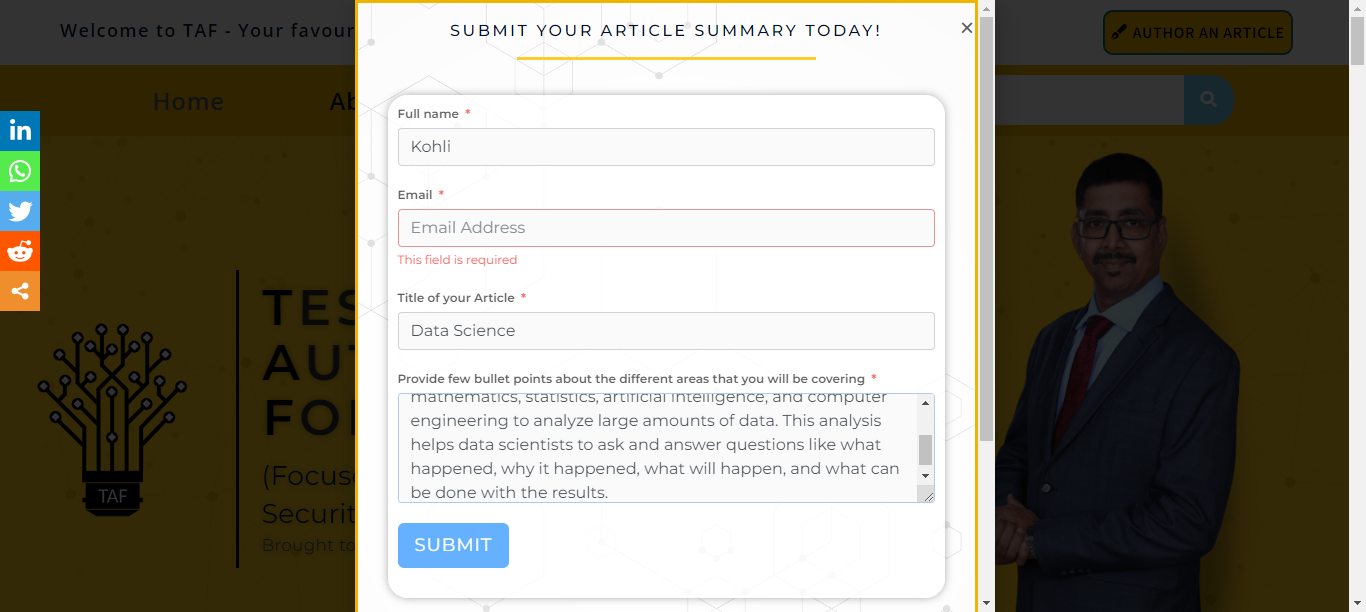 Welcome to TAF - Your favour
SUBMIT YOUR ARTICLE SUMMARY TODAY!
AUTHOR AN ARTICLE
Home
Full name *
Kohli
Email *
Email Address
This field is required
Title of your Article *
Data Science
Provide few bullet points about the different areas that you will be covering *
mathematics, statistics, artificial intelligence, and computer
engineering to analyze large amounts of data. This analysis
helps data scientists to ask and answer questions like what
happened, why it happened, what will happen, and what can
be done with the results.
SUBMIT
in
TAF
TES
AU
FO
(Focuse
Securit
Brought to